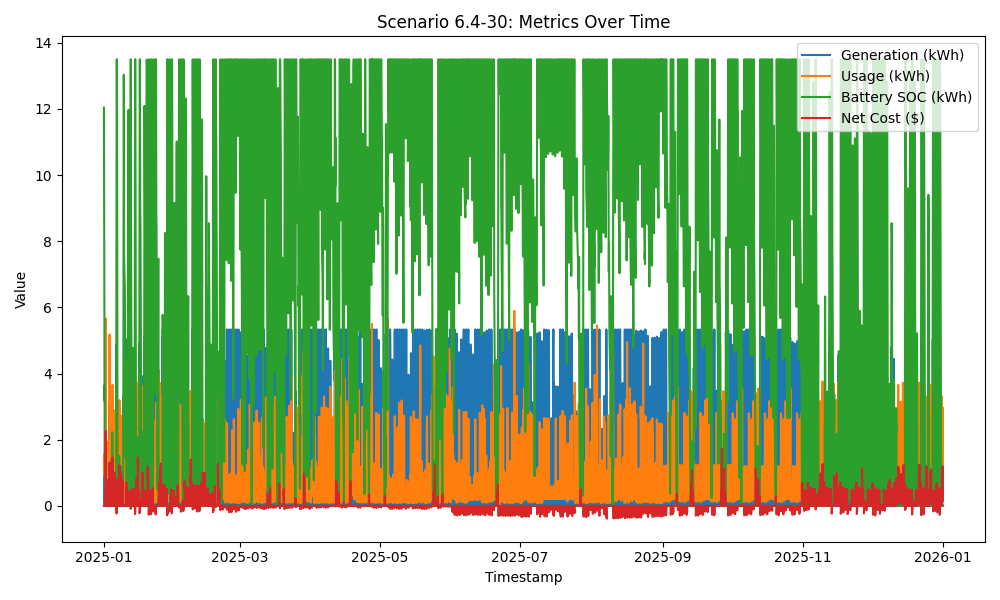 Scenario 6.4-30: Metrics Over Time
Generation (kWh)
Usage (kWh)
Battery SOC (kWh)
Net Cost ($)
Value
14
12
10
8
6
4
2
0
2025-01
2025-03
2025-05
2025-07
2025-09
2025-11
2026-01
Timestamp